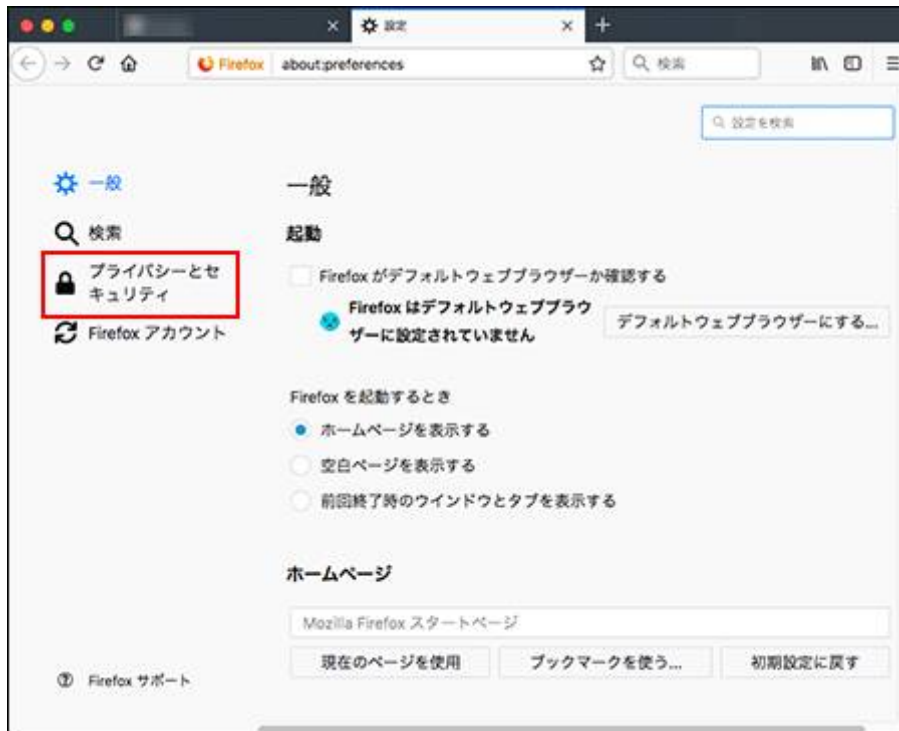 設定
Firefox
about:preferences
検索
設定を検索
一般
検索
プライバシーとセ
キュリティ
Firefox アカウント
Firefox サポート
一般
起動
Firefox がデフォルトウェブブラウザーか確認する
Firefox はデフォルトウェブブラウ
ザーに設定されていません
デフォルトウェブブラウザーにする...
Firefox を起動するとき
ホームページを表示する
空白ページを表示する
前回終了時のウインドウとタブを表示する
ホームページ
Mozilla Firefox スタートページ
現在のページを使用
ブックマークを使う...
初期設定に戻す